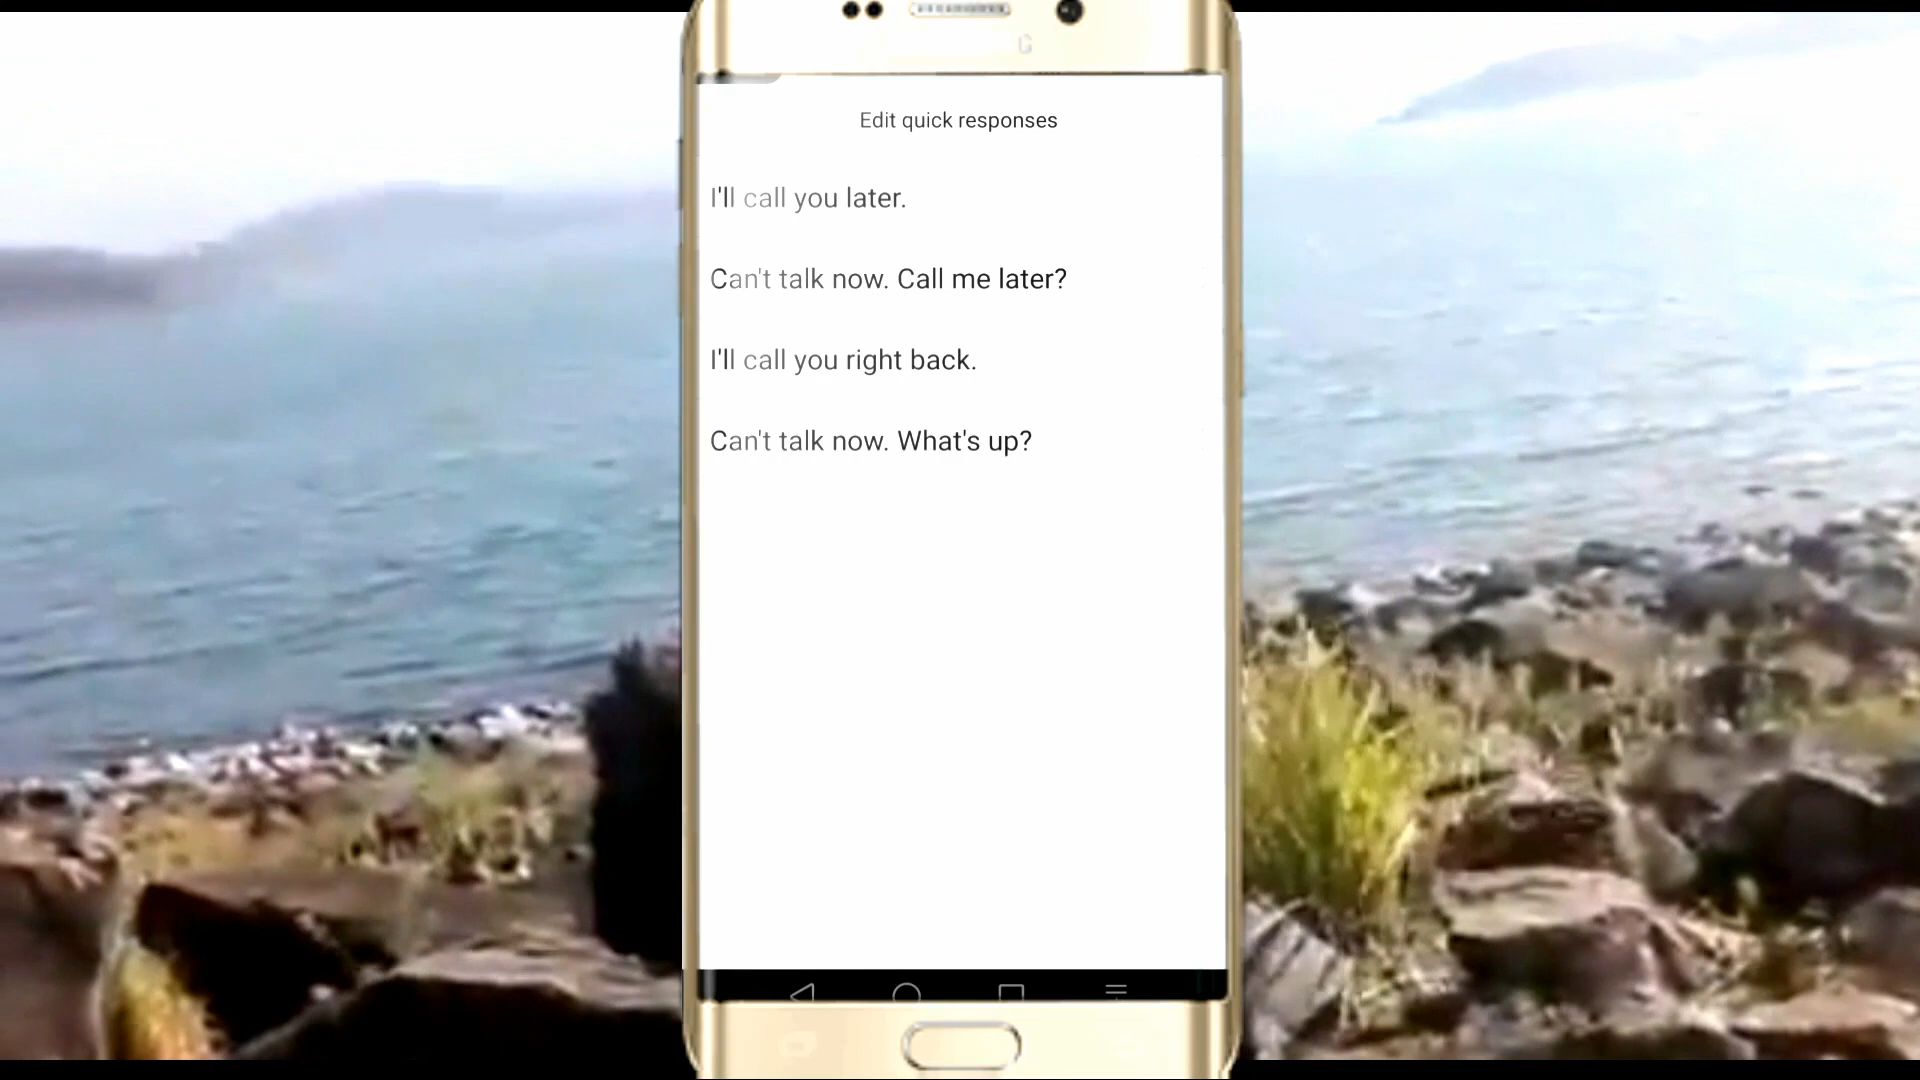 Edit quick responses
I'll call you later.
Can't talk now. Call me later?
I'll call you right back.
Can't talk now. What's up?